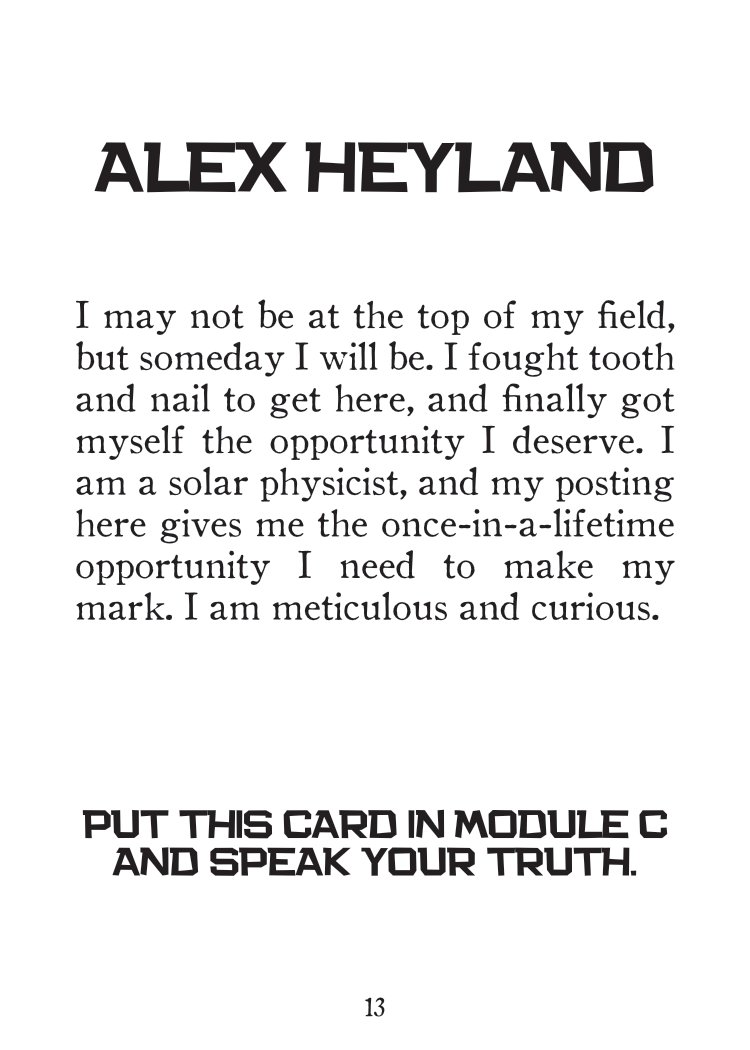 ALEX HEYLAND
I may not be at the top of my field,
but someday I will be. I fought tooth
and nail to get here, and finally got
myself the opportunity I deserve. I
am a solar physicist, and my posting
here gives me the once-in-a-lifetime
opportunity I need to make my
mark. I am meticulous and curious.
PUT THIS CARD IN MODULE C
AND SPEAK YOUR TRUTH.
13